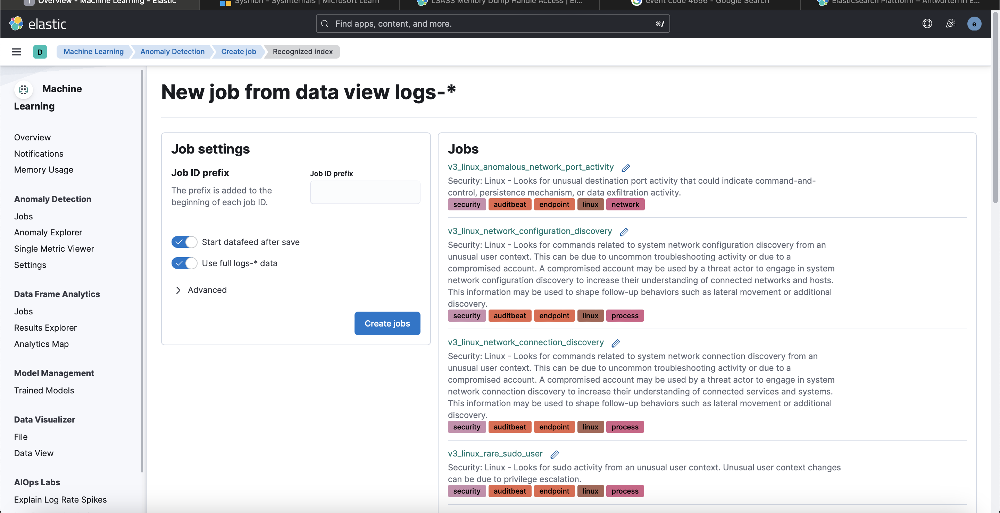 Overview - Machine Learning - Elastic
Sysmon - Sysinternals | Microsoft Learn
LSASS Memory Dump Handle Access | El...
event code 4656 - Google Search
Elasticsearch Plattform – Antworten in E...
elastic
Find apps, content, and more.
⌘/
e
D
Machine Learning
Anomaly Detection
Create job
Recognized index
Machine
Learning
Overview
Notifications
Memory Usage
Anomaly Detection
Jobs
Anomaly Explorer
Single Metric Viewer
Settings
Data Frame Analytics
Jobs
Results Explorer
Analytics Map
Model Management
Trained Models
Data Visualizer
File
Data View
AIOps Labs
Explain Log Rate Spikes
New job from data view logs-*
Job settings
Job ID prefix
The prefix is added to the
beginning of each job ID.
Job ID prefix
Start datafeed after save
Use full logs-* data
Advanced
Create jobs
Jobs
v3_linux_anomalous_network_port_activity
Security: Linux - Looks for unusual destination port activity that could indicate command-and-
control, persistence mechanism, or data exfiltration activity.
security auditbeat endpoint linux network
v3_linux_network_configuration_discovery
Security: Linux - Looks for commands related to system network configuration discovery from an
unusual user context. This can be due to uncommon troubleshooting activity or due to a
compromised account. A compromised account may be used by a threat actor to engage in system
network configuration discovery to increase their understanding of connected networks and hosts.
This information may be used to shape follow-up behaviors such as lateral movement or additional
discovery.
security auditbeat endpoint linux process
v3_linux_network_connection_discovery
Security: Linux - Looks for commands related to system network connection discovery from an
unusual user context. This can be due to uncommon troubleshooting activity or due to a
compromised account. A compromised account may be used by a threat actor to engage in system
network connection discovery to increase their understanding of connected services and systems.
This information may be used to shape follow-up behaviors such as lateral movement or additional
discovery.
security auditbeat endpoint linux process
v3_linux_rare_sudo_user
Security: Linux - Looks for sudo activity from an unusual user context. Unusual user context changes
can be due to privilege escalation.
security auditbeat endpoint linux process